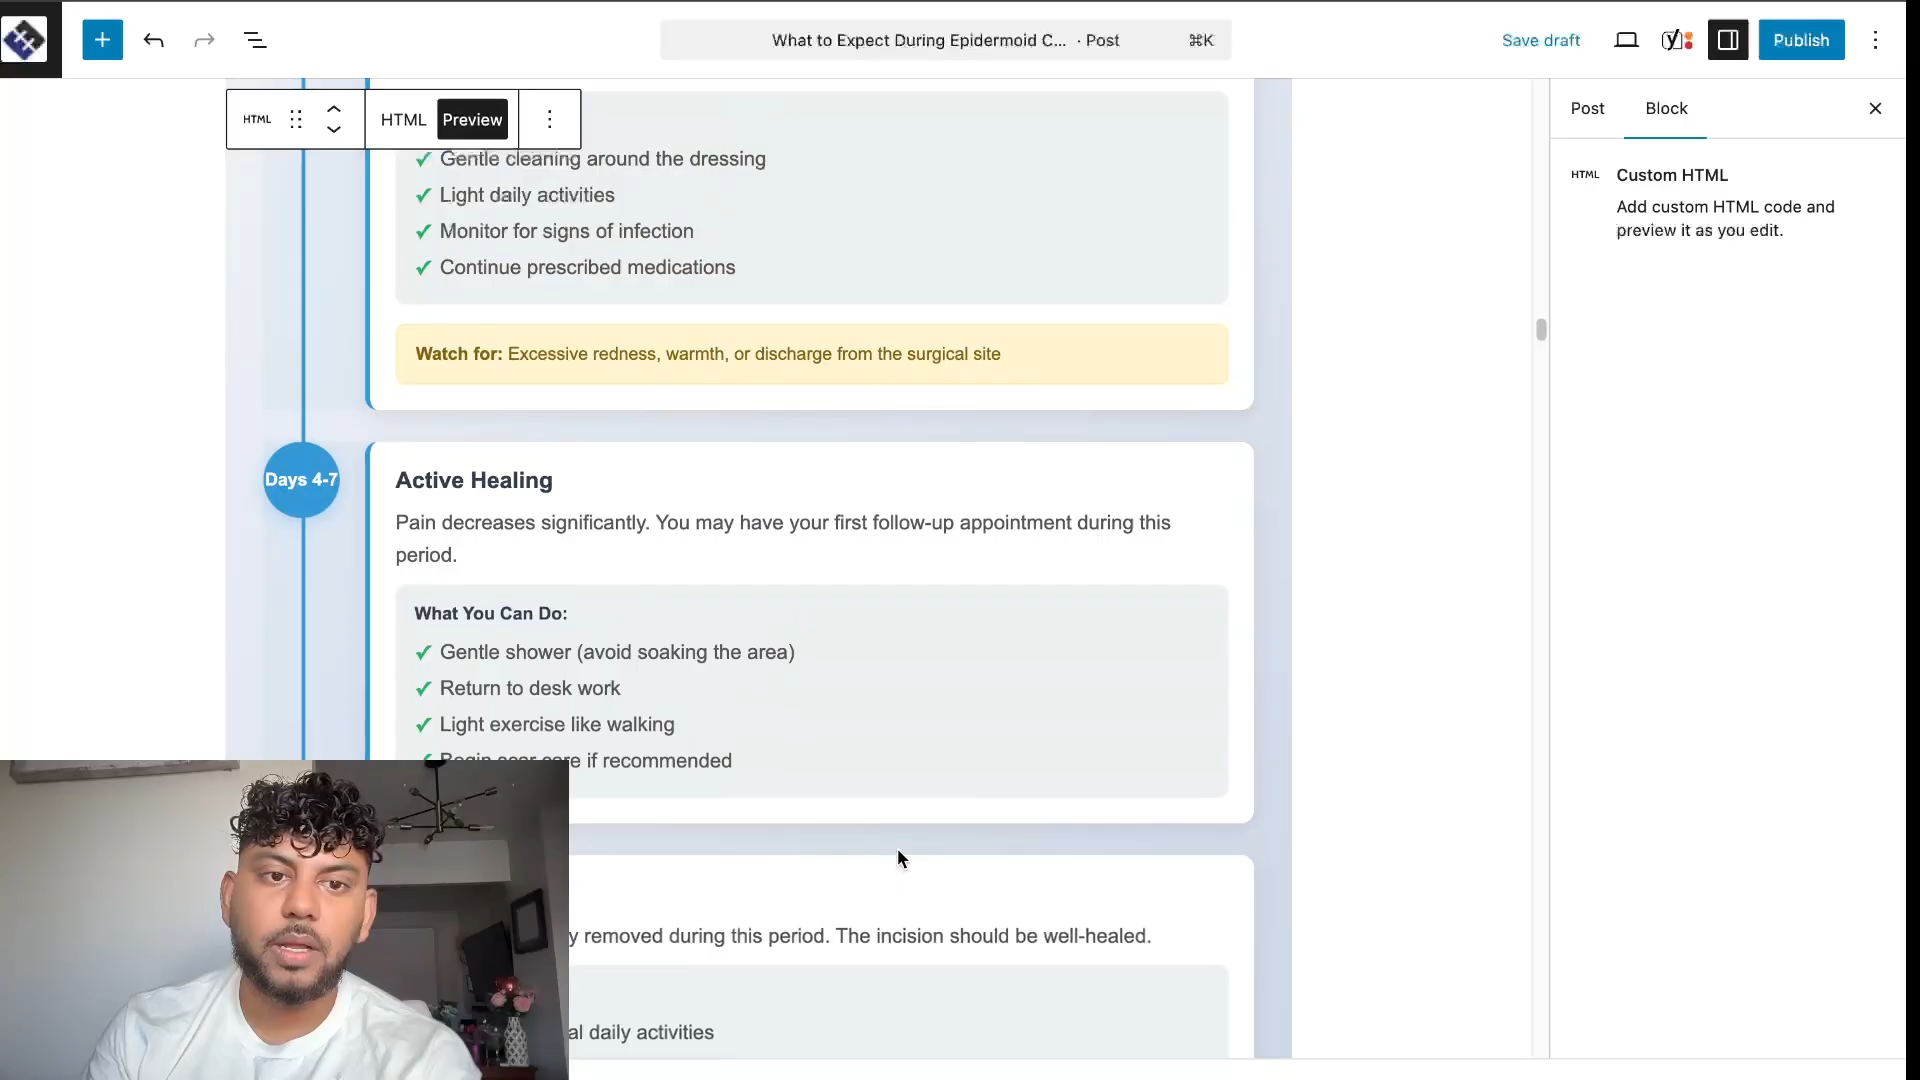 What to Expect During Epidermoid C... · Post
⌘K
Save draft
Publish
HTML
HTML
Preview
Post
Block
HTML
Custom HTML
Add custom HTML code and
preview it as you edit.
✓ Gentle cleaning around the dressing
✓ Light daily activities
✓ Monitor for signs of infection
✓ Continue prescribed medications
Watch for: Excessive redness, warmth, or discharge from the surgical site
Days 4-7
Active Healing
Pain decreases significantly. You may have your first follow-up appointment during this
period.
What You Can Do:
✓ Gentle shower (avoid soaking the area)
✓ Return to desk work
✓ Light exercise like walking
✓ Begin scar care if recommended
y removed during this period. The incision should be well-healed.
al daily activities